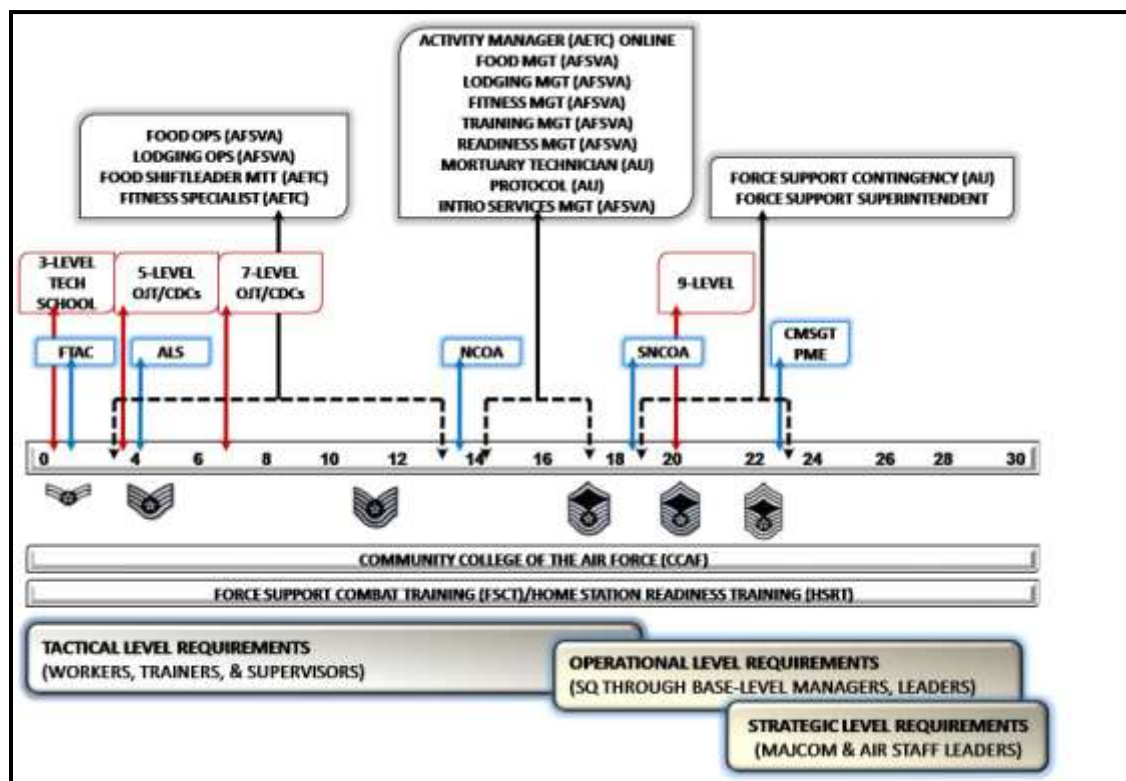 ACTIVITY MANAGER (AETC) ONLINE
FOOD MGT (AFSVA)
LODGING MGT (AFSVA)
FITNESS MGT (AFSVA)
TRAINING MGT (AFSVA)
READINESS MGT (AFSVA)
MORTUARY TECHNICIAN (AU)
PROTOCOL (AU)
INTRO SERVICES MGT (AFSVA)
FOOD OPS (AFSVA)
LODGING OPS (AFSVA)
FOOD SHIFTLEADER MTT (AETC)
FITNESS SPECIALIST (AETC)
FORCE SUPPORT CONTINGENCY (AU)
FORCE SUPPORT SUPERINTENDENT
3-LEVEL
TECH
SCHOOL
5-LEVEL
OJT/CDCs
7-LEVEL
OJT/CDCs
9-LEVEL
FTAC
ALS
NCOA
SNCOA
CMSGT
PME
0 4 6 8 10 12 14 16 18 20 22 24 26 28 30
COMMUNITY COLLEGE OF THE AIR FORCE (CCAF)
FORCE SUPPORT COMBAT TRAINING (FSCT)/HOME STATION READINESS TRAINING (HSRT)
TACTICAL LEVEL REQUIREMENTS
(WORKERS, TRAINERS, & SUPERVISORS)
OPERATIONAL LEVEL REQUIREMENTS
(SQ THROUGH BASE-LEVEL MANAGERS, LEADERS)
STRATEGIC LEVEL REQUIREMENTS
(MAJCOM & AIR STAFF LEADERS)